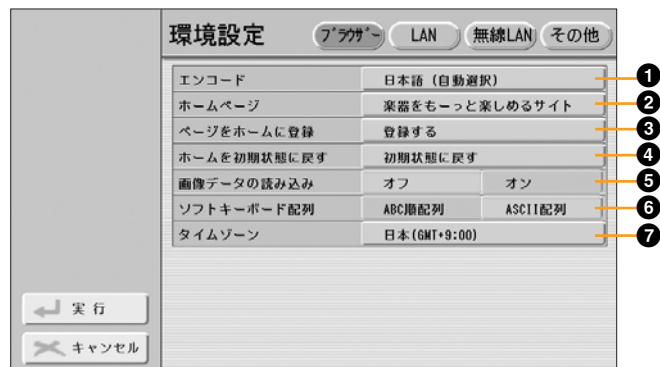 環境設定 ブラウザー LAN 無線LAN その他
エンコード 日本語 (自動選択) 1
ホームページ 楽器をもーっと楽しめるサイト 2
ページをホームに登録 登録する 3
ホームを初期状態に戻す 初期状態に戻す 4
画像データの読み込み オフ オン 5
ソフトキーボード配列 ABC順配列 ASCII配列 6
タイムゾーン 日本(GMT+9:00) 7
実行
キャンセル